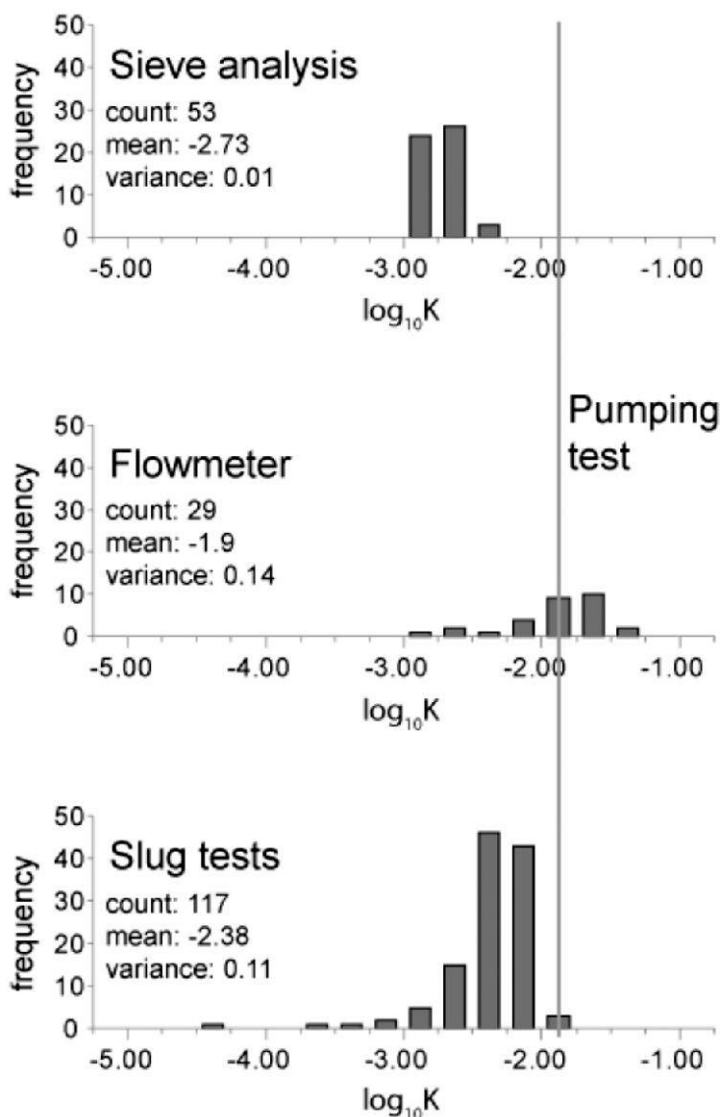 50
40
30
20
10
0
frequency
Sieve analysis
count: 53
mean: -2.73
variance: 0.01
-5.00 -4.00 -3.00 -2.00 -1.00
log₁₀K
Pumping
test
50
40
30
20
10
0
frequency
Flowmeter
count: 29
mean: -1.9
variance: 0.14
-5.00 -4.00 -3.00 -2.00 -1.00
log₁₀K
50
40
30
20
10
0
frequency
Slug tests
count: 117
mean: -2.38
variance: 0.11
-5.00 -4.00 -3.00 -2.00 -1.00
log₁₀K